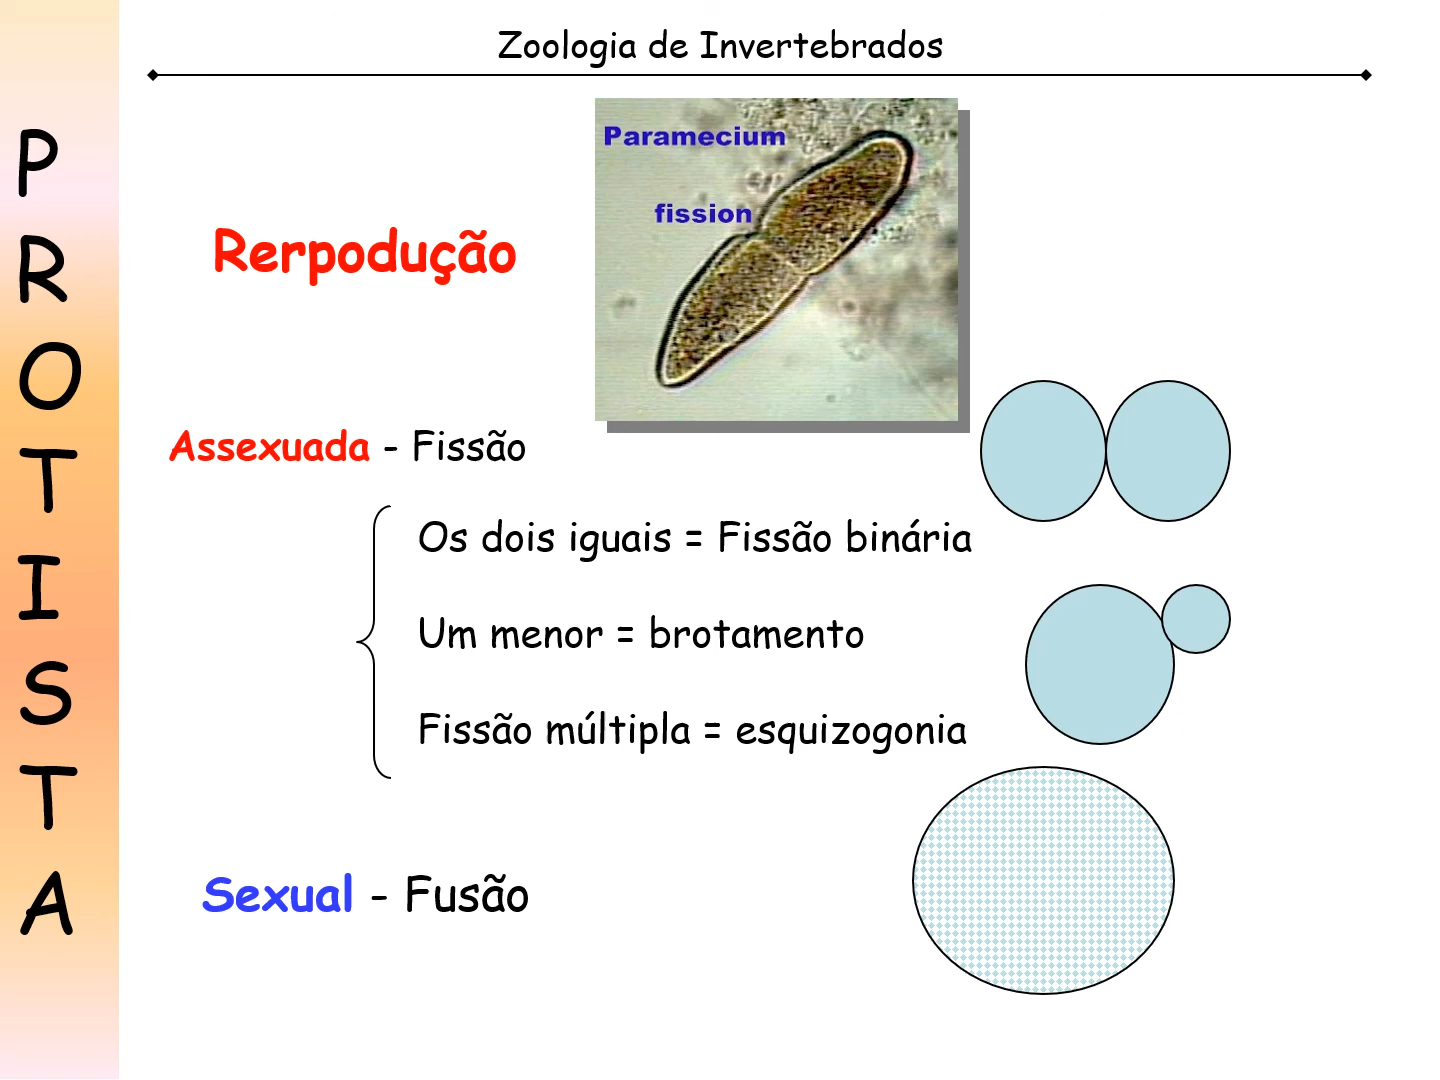 Zoologia de Invertebrados
PROTISTA
Paramecium
fission
Rerpodução
Assexuada - Fissão
Os dois iguais = Fissão binária
Um menor = brotamento
Fissão múltipla = esquizogonia
Sexual - Fusão